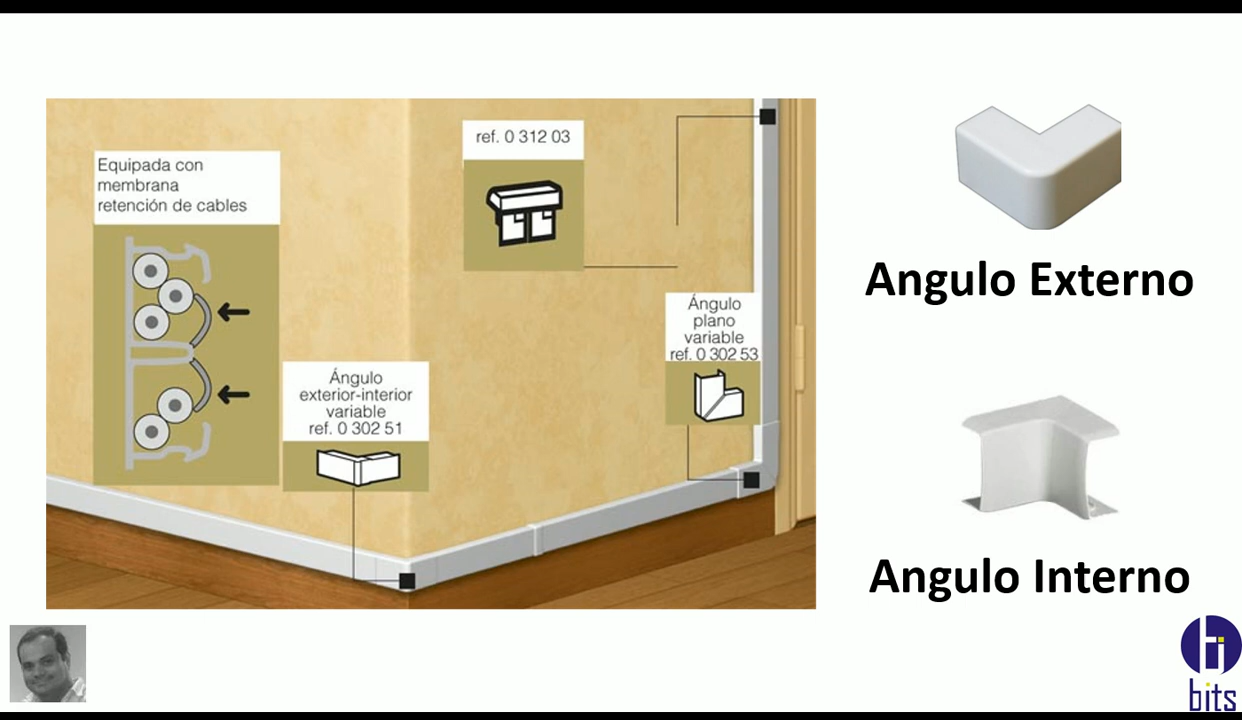 Equipada con
membrana
retención de cables
ref. 0 312 03
Ángulo
exterior-interior
variable
ref. 0 302 51
Ángulo
plano
variable
ref. 0 302 53
Angulo Externo
Angulo Interno
bits